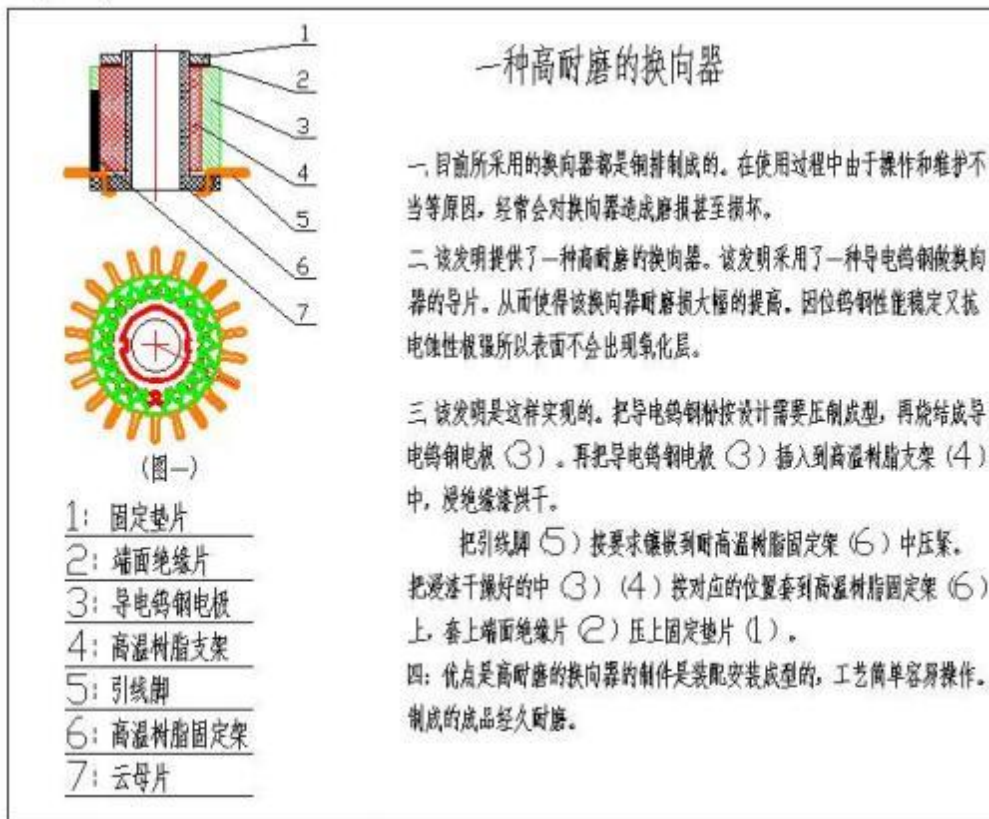 1
2
3
4
5
6
7
(图一)
1: 固定垫片
2: 端面绝缘片
3: 导电钨钢电极
4: 高温树脂支架
5: 引线脚
6: 高温树脂固定架
7: 云母片
一种高耐磨的换向器
一, 目前所采用的换向器都是铜排制成的。在使用过程中由于操作和维护不
当等原因, 经常会对换向器造成磨损甚至损坏。
二, 该发明提供了一种高耐磨的换向器。该发明采用了一种导电钨钢做换向
器的导片。从而使得该换向器耐磨损大幅的提高。因位钨钢性能稳定又抗
电蚀性极强所以表面不会出现氧化层。
三, 该发明是这样实现的。把导电钨钢粉按设计需要压制成型, 再烧结成导
电钨钢电极 (3) 。再把导电钨钢电极 (3) 插入到高温树脂支架 (4)
中, 浸绝缘漆烘干。
把引线脚 (5) 按要求镶嵌到耐高温树脂固定架 (6) 中压紧。
把浸漆干燥好的中 (3) (4) 按对应的位置套到高温树脂固定架 (6)
上, 套上端面绝缘片 (2) 压上固定垫片 (1) 。
四: 优点是高耐磨的换向器的制件是装配安装成型的, 工艺简单容易操作。
制成的成品经久耐磨。